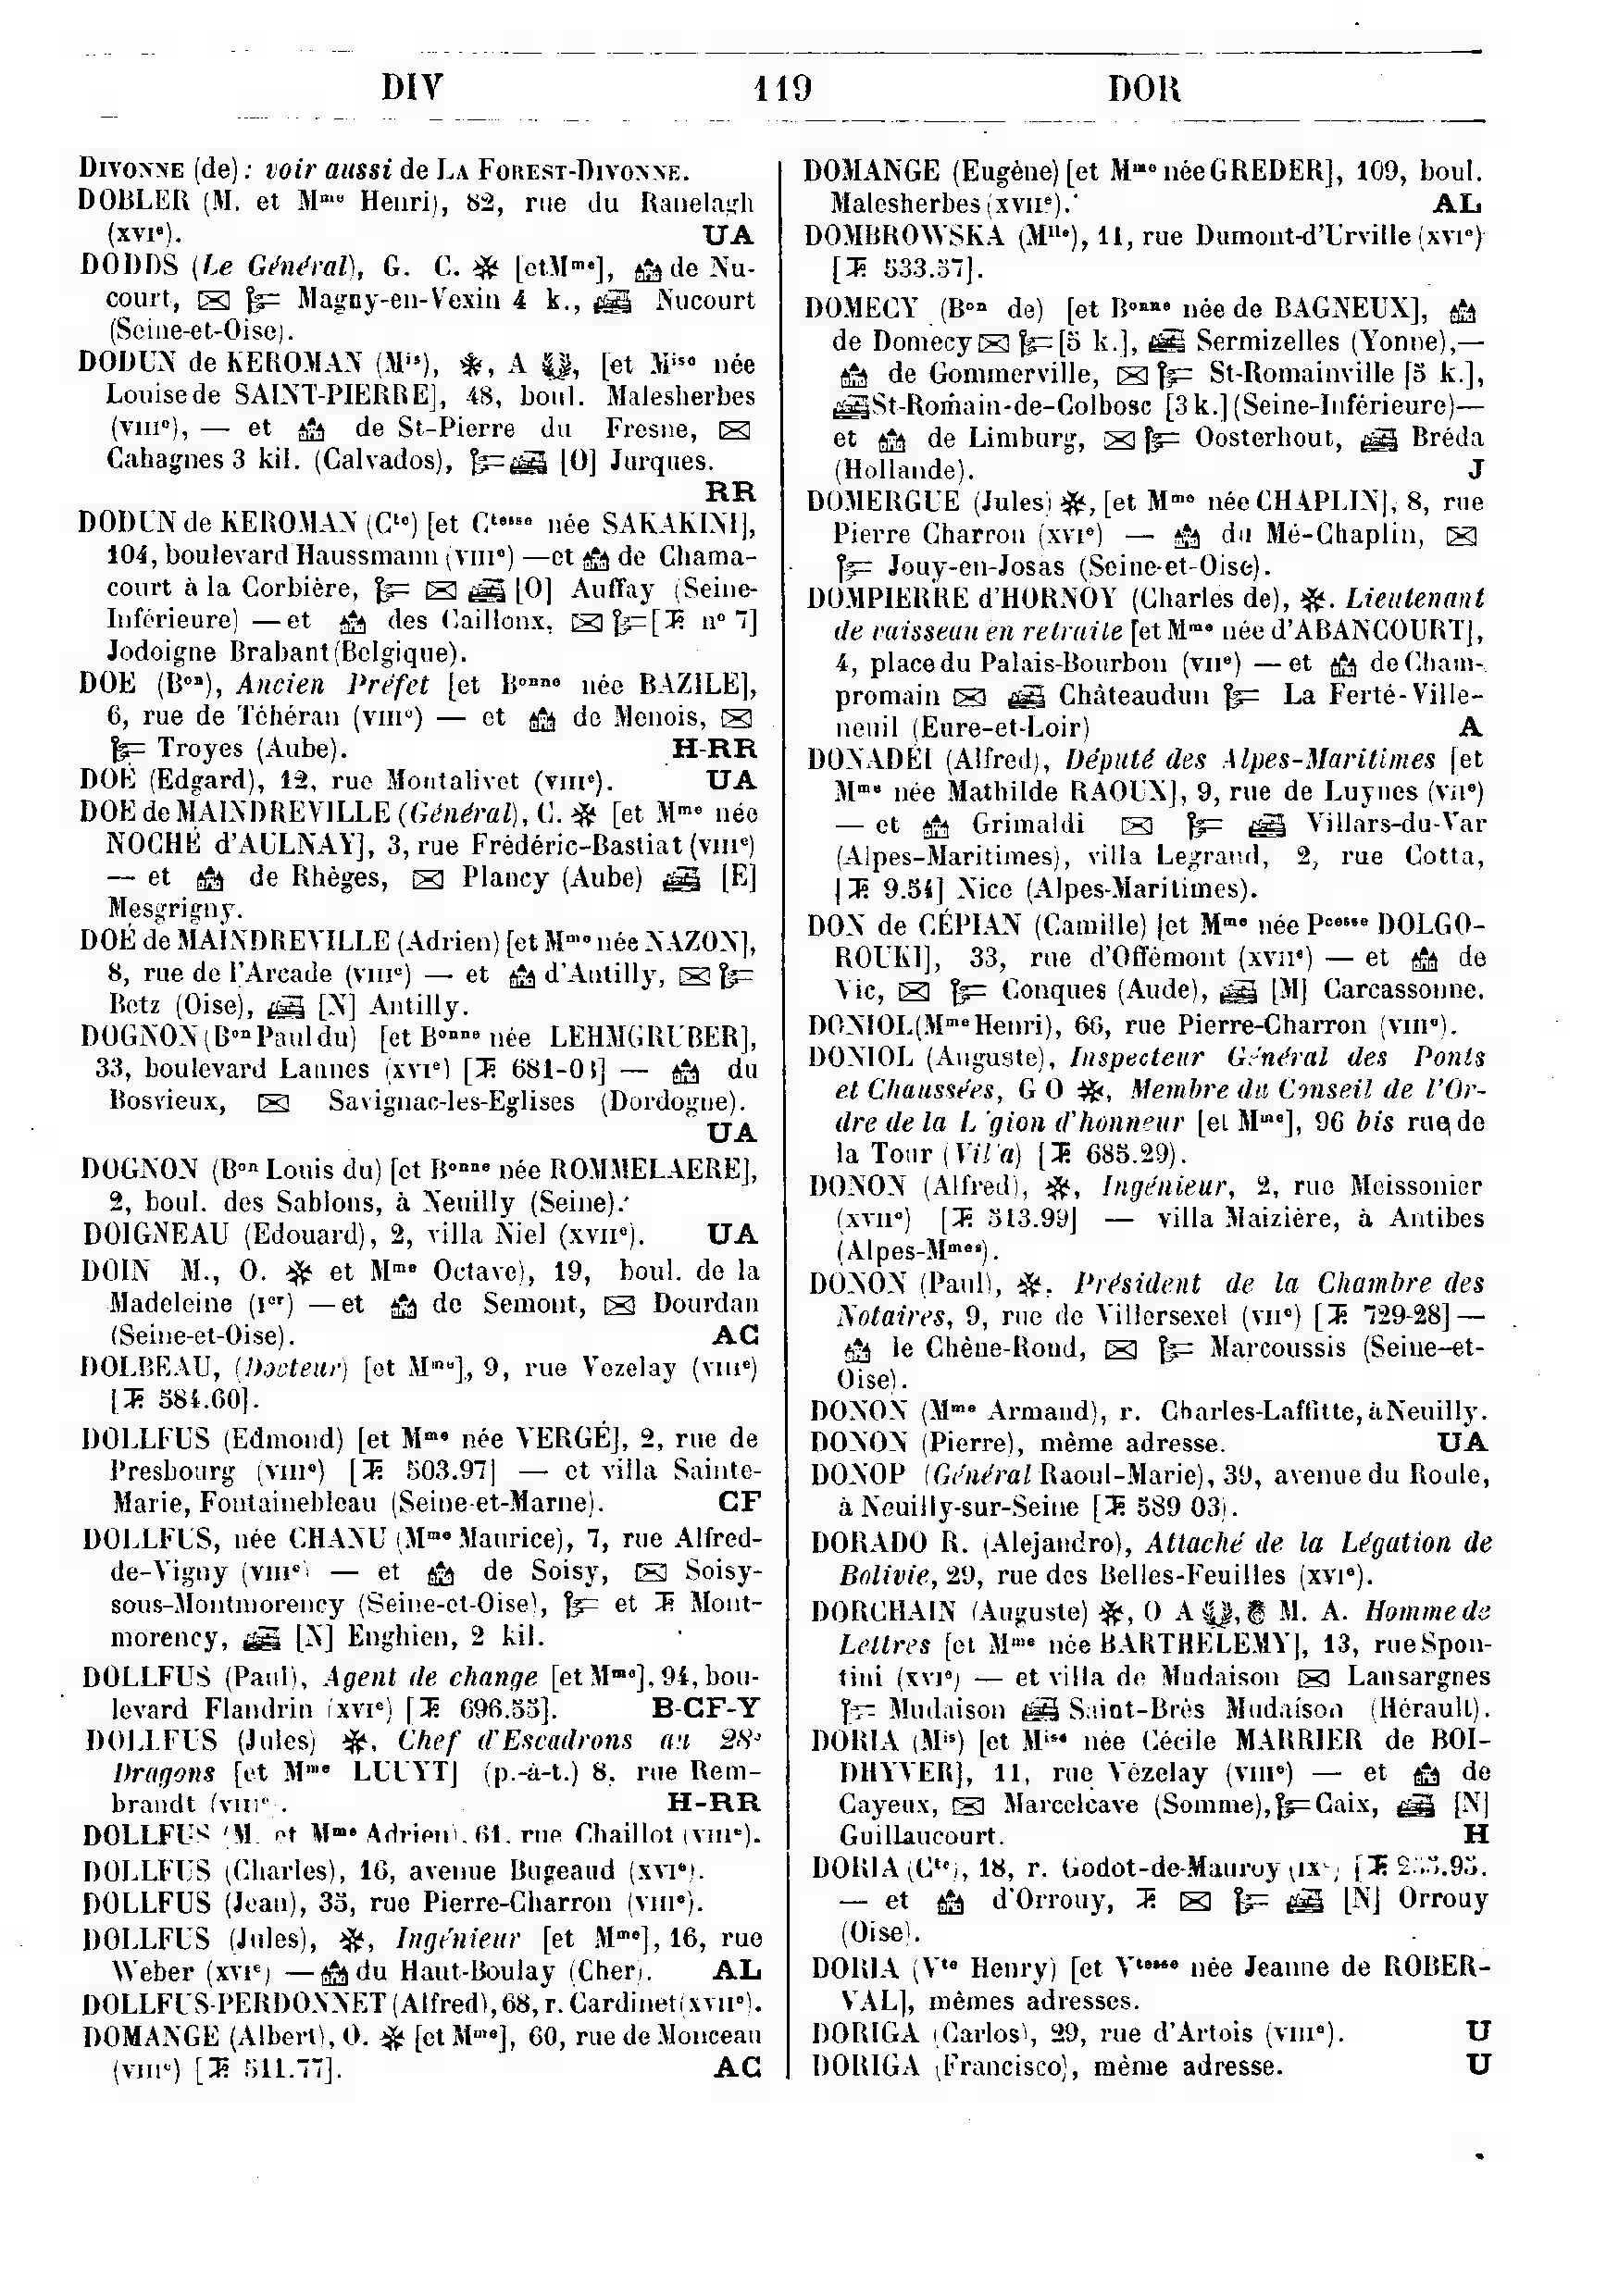 DIV 119 DOR
DIVONNE (de) : voir aussi de LA FOREST-DIVONNE.
DOBLER (M. et Mme Henri), 82, rue du Ranelagh
(XVIe). UA
DODDS (Le Général), G. C. [et Mme], de Nu-
court, Magny-en-Vexin 4 k., Nucourt
(Seine-et-Oise).
DODUN de KEROMAN (Mis), A [et Mise née
Louise de SAINT-PIERRE], 48, boul. Malesherbes
(VIIIe), — et de St-Pierre du Fresne,
Cahagnes 3 kil. (Calvados), [O] Jurques.
RR
DODUN de KEROMAN (Cte) [et Ctesse née SAKAKINI],
104, boulevard Haussmann (VIIIe) — et de Chama-
court à la Corbière, [O] Auffay (Seine-
Inférieure) — et des Cailloux, [T. no 7]
Jodoigne Brabant (Belgique).
DOÉ (Bon), Ancien Préfet [et Bonne née BAZILE],
6, rue de Téhéran (VIIIe) — et de Menois,
Troyes (Aube). H-RR
DOÉ (Edgard), 12, rue Montalivet (VIIIe). UA
DOÉ de MAINDREVILLE (Général), C. [et Mme née
NOCHÉ d'AULNAY], 3, rue Frédéric-Bastiat (VIIIe)
— et de Rhèges, Plancy (Aube) [E]
Mesgrigny.
DOÉ de MAINDREVILLE (Adrien) [et Mme née NAZON],
8, rue de l'Arcade (VIIIe) — et d'Antilly,
Betz (Oise), [N] Antilly.
DOGNON (Bon Paul du) [et Bonne née LEHMGRUBER],
33, boulevard Lannes (XVIe) [T. 681-03] — du
Bosvieux, Savignac-les-Eglises (Dordogne).
UA
DOGNON (Bon Louis du) [et Bonne née ROMMELAERE],
2, boul. des Sablons, à Neuilly (Seine).
DOIGNEAU (Edouard), 2, villa Niel (XVIIe). UA
DOIN M., O. et Mme Octave), 19, boul. de la
Madeleine (Ier) — et de Semont, Dourdan
(Seine-et-Oise). AC
DOLBEAU, (Docteur) [et Mme], 9, rue Vezelay (VIIIe)
[T. 584.60].
DOLLFUS (Edmond) [et Mme née VERGÉ], 2, rue de
Presbourg (VIIIe) [T. 503.97] — et villa Sainte-
Marie, Fontainebleau (Seine-et-Marne). CF
DOLLFUS, née CHANU (Mme Maurice), 7, rue Alfred-
de-Vigny (VIIIe) — et de Soisy, Soisy-
sous-Montmorency (Seine-et-Oise), et T. Mont-
morency, [N] Enghien, 2 kil.
DOLLFUS (Paul), Agent de change [et Mme], 94, bou-
levard Flandrin (XVIe) [T. 696.55]. B-CF-Y
DOLLFUS (Jules) , Chef d'Escadrons au 28e
Dragons [et Mme LUUYT] (p.-à-t.) 8, rue Rem-
brandt (VIIIe. H-RR
DOLLFUS (M. et Mme Adrien), 61, rue Chaillot (VIIIe).
DOLLFUS (Charles), 16, avenue Bugeaud (XVIe).
DOLLFUS (Jean), 35, rue Pierre-Charron (VIIIe).
DOLLFUS (Jules), , Ingénieur [et Mme], 16, rue
Weber (XVIe) — du Haut-Boulay (Cher). AL
DOLLFUS-PERDONNET (Alfred), 68, r. Cardinet (XVIIe).
DOMANGE (Albert), O. [et Mme], 60, rue de Monceau
(VIIIe) [T. 511.77]. AC
DOMANGE (Eugène) [et Mme née GREDER], 109, boul.
Malesherbes (XVIIe). AL
DOMBROWSKA (Mlle), 11, rue Dumont-d'Urville (XVIe)
[T. 533.57].
DOMECY (Bon de) [et Bonne née de BAGNEUX],
de Domecy [5 k.], Sermizelles (Yonne),—
de Gommerville, St-Romainville [5 k.],
St-Romain-de-Colbosc [3 k.] (Seine-Inférieure)—
et de Limburg, Oosterhout, Bréda
(Hollande). J
DOMERGUE (Jules) , [et Mme née CHAPLIN], 8, rue
Pierre Charron (XVIe) — du Mé-Chaplin,
Jouy-en-Josas (Seine-et-Oise).
DOMPIERRE d'HORNOY (Charles de), . Lieutenant
de vaisseau en retraite [et Mme née d'ABANCOURT],
4, place du Palais-Bourbon (VIIe) — et de Cham-
promain Châteaudun La Ferté-Ville-
neuil (Eure-et-Loir) A
DONADÉI (Alfred), Député des Alpes-Maritimes [et
Mme née Mathilde RAOUX], 9, rue de Luynes (VIIe)
— et Grimaldi Villars-du-Var
(Alpes-Maritimes), villa Legrand, 2, rue Cotta,
[T. 9.54] Nice (Alpes-Maritimes).
DON de CÉPIAN (Camille) [et Mme née Pcesse DOLGO-
ROUKI], 33, rue d'Offémont (XVIIe) — et de
Vic, Conques (Aude), [M] Carcassonne.
DONIOL (Mme Henri), 66, rue Pierre-Charron (VIIIe).
DONIOL (Auguste), Inspecteur Général des Ponts
et Chaussées, G O , Membre du Conseil de l'Or-
dre de la L gion d'honneur [et Mme], 96 bis rue de
la Tour (Villa) [T. 685.29).
DONON (Alfred), , Ingénieur, 2, rue Meissonier
(XVIIe) [T. 513.99] — villa Maizière, à Antibes
(Alpes-Mmes).
DONON (Paul), , Président de la Chambre des
Notaires, 9, rue de Villersexel (VIIe) [T. 729-28] —
le Chêne-Rond, Marcoussis (Seine-et-
Oise).
DONON (Mme Armand), r. Charles-Laffitte, à Neuilly.
DONON (Pierre), même adresse. UA
DONOP (Général Raoul-Marie), 39, avenue du Roule,
à Neuilly-sur-Seine [T. 589 03).
DORADO R. (Alejandro), Attaché de la Légation de
Bolivie, 29, rue des Belles-Feuilles (XVIe).
DORCHAIN (Auguste) , O A , M. A. Homme de
Lettres [et Mme née BARTHELEMY], 13, rue Spon-
tini (XVIe) — et villa de Mudaison Lansargnes
Mudaison Saint-Brès Mudaison (Hérault).
DORIA (Mis) [et Mise née Cécile MARRIER de BOI-
DHYVER], 11, rue Vézelay (VIIIe) — et de
Cayeux, Marcelcave (Somme), Caix, [N]
Guillaucourt. H
DORIA (Cte), 18, r. Godot-de-Mauroy (IXe) [T.
— et d'Orrouy, T. [N] Orrouy
(Oise).
DORIA (Vte Henry) [et Vtesse née Jeanne de ROBER-
VAL], mêmes adresses.
DORIGA (Carlos), 29, rue d'Artois (VIIIe). U
DORIGA (Francisco), même adresse. U